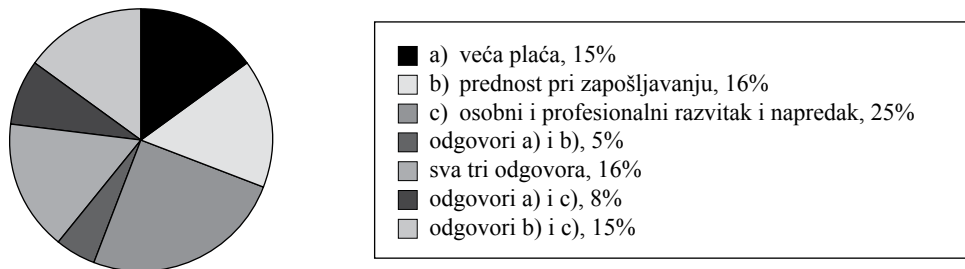 a) veća plaća, 15%
b) prednost pri zapošljavanju, 16%
c) osobni i profesionalni razvitak i napredak, 25%
odgovori a) i b), 5%
sva tri odgovora, 16%
odgovori a) i c), 8%
odgovori b) i c), 15%